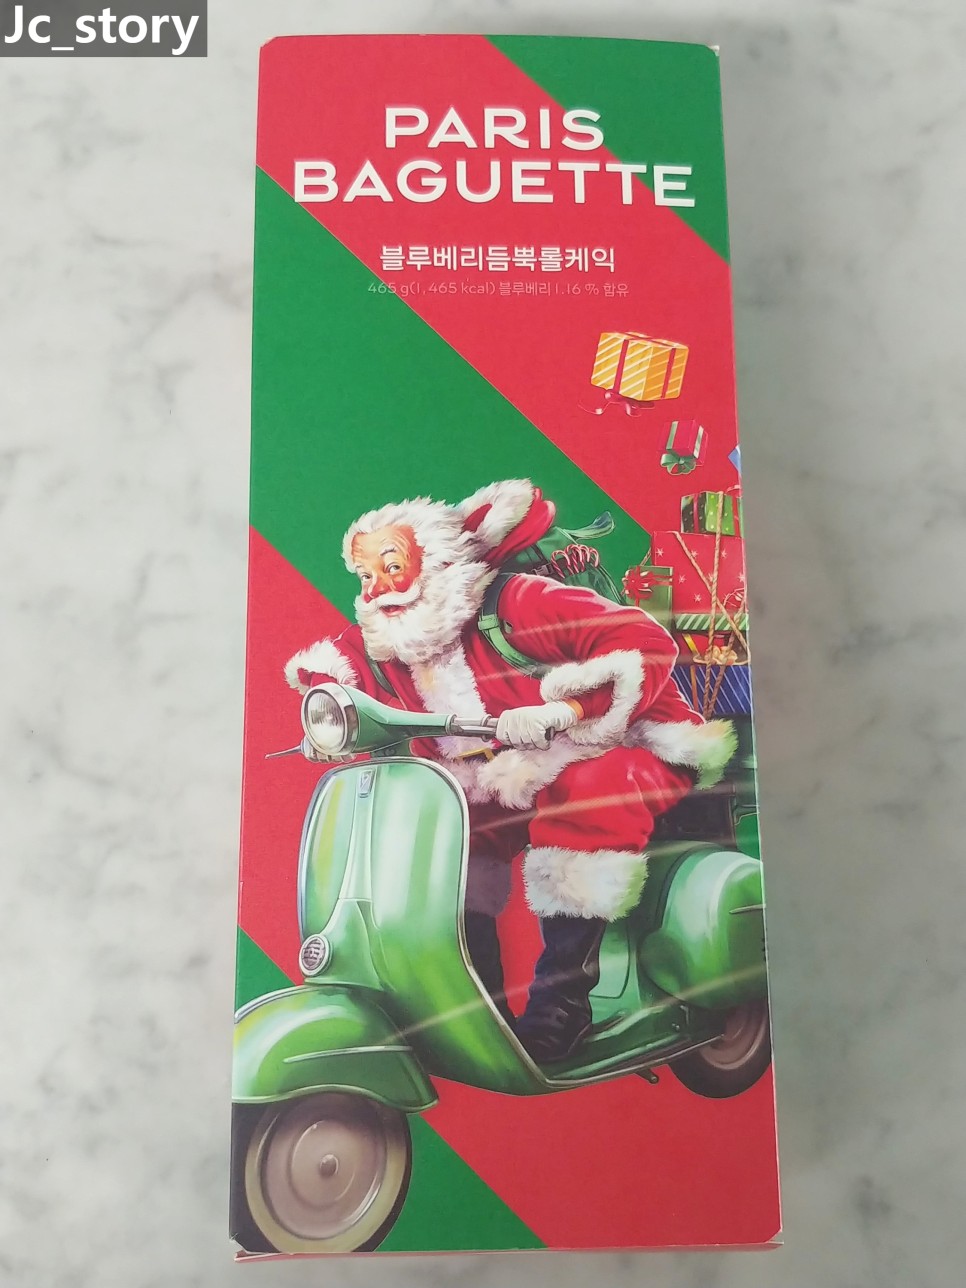 Jc_story
PARIS
BAGUETTE
블루베리듬뿍롤케익
465 g(1,465 kcal) 블루베리 1.16 % 함유